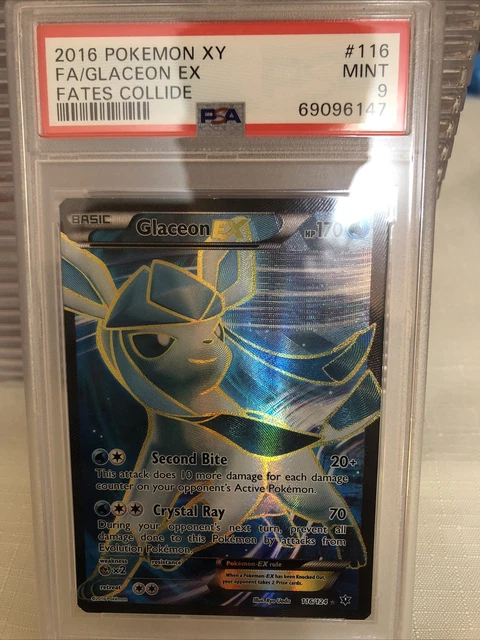 2016 POKEMON XY #116
FA/GLACEON EX MINT
FATES COLLIDE 9
PSA 69096147
BASIC Glaceon EX HP170
Second Bite 20+
This attack does 10 more damage for each damage
counter on your opponent's Active Pokémon.
Crystal Ray 70
During your opponent's next turn, prevent all
damage done to this Pokémon by attacks from
Evolution Pokémon.
weakness resistance
×2
retreat
Pokémon-EX rule
When a Pokémon-EX has been Knocked Out,
your opponent takes 2 Prize cards.
Illus. Ryo Ueda 116/124